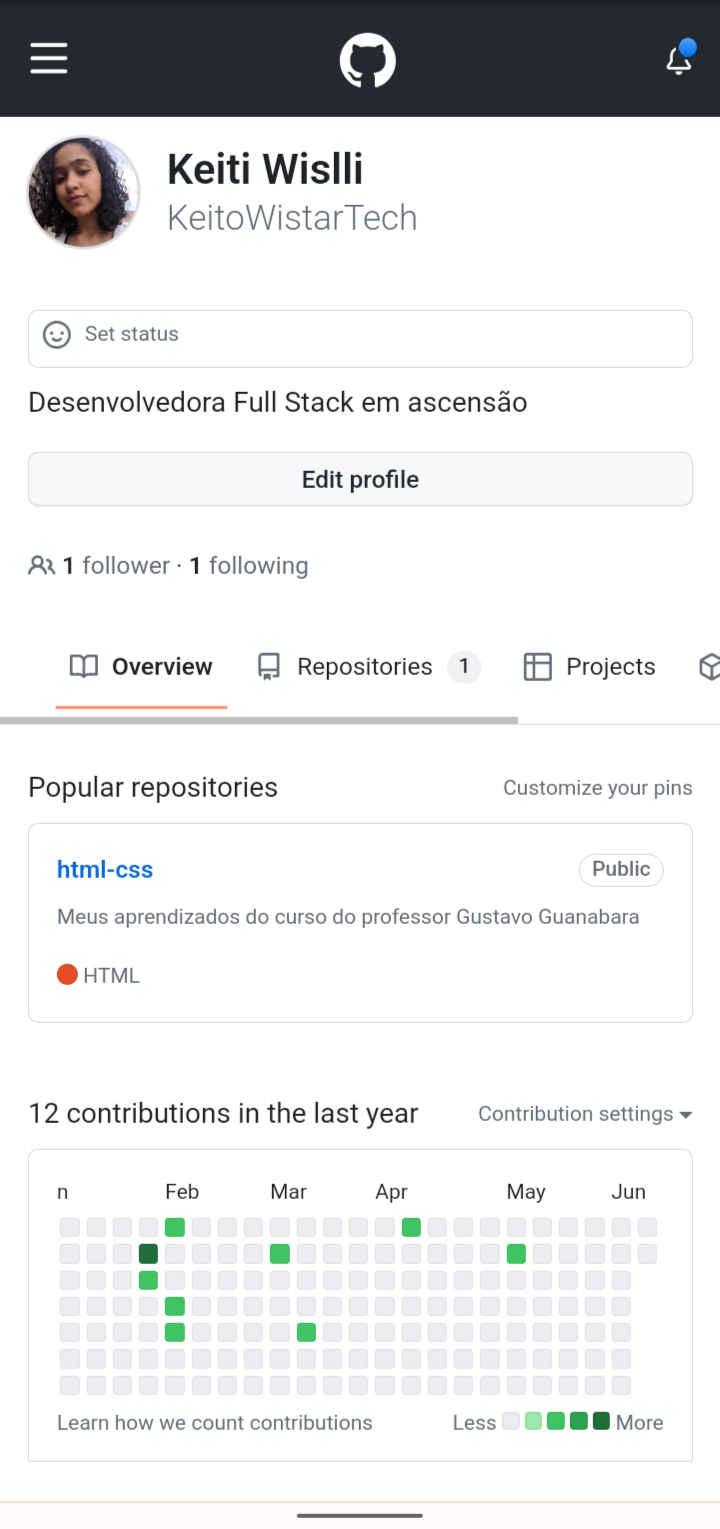 Keiti Wislli
KeitoWistarTech
Set status
Desenvolvedora Full Stack em ascensão
Edit profile
1 follower · 1 following
Overview Repositories 1 Projects
Popular repositories Customize your pins
html-css Public
Meus aprendizados do curso do professor Gustavo Guanabara
HTML
12 contributions in the last year Contribution settings
n Feb Mar Apr May Jun
Learn how we count contributions Less More